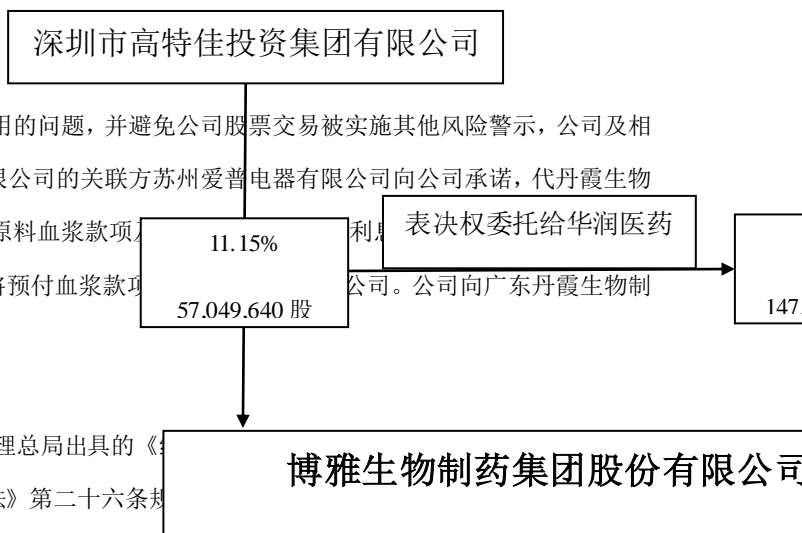 深圳市高特佳投资集团有限公司
用的问题，并避免公司股票交易被实施其他风险警示，公司及相
限公司的关联方苏州爱普电器有限公司向公司承诺，代丹霞生物
原料血浆款项及 利息
表决权委托给华润医药
11.15%
将预付血浆款项 公司。公司向广东丹霞生物制
57,049,640 股
147,
理总局出具的《
博雅生物制药集团股份有限公司
法》第二十六条规